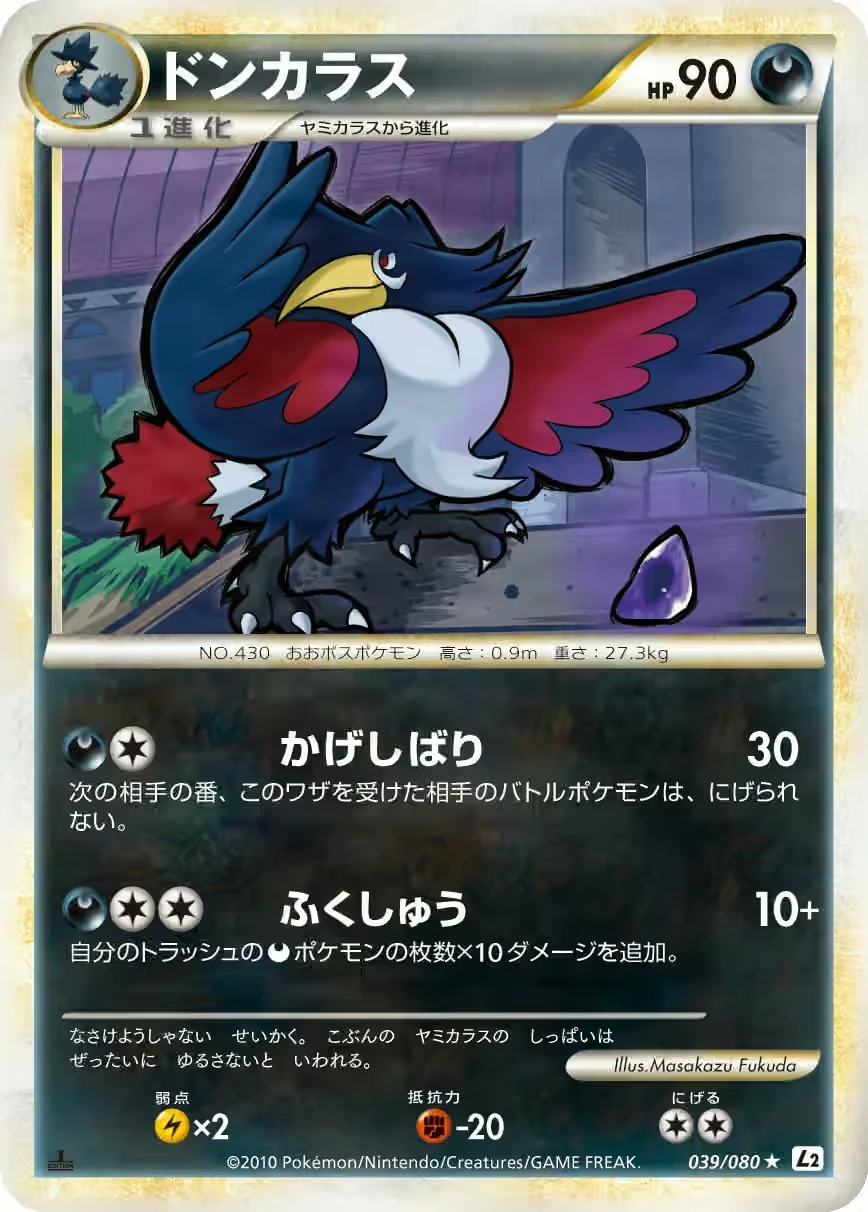 ドンカラス
HP 90
1進化
ヤミカラスから進化
NO.430 おおボスポケモン 高さ：0.9m 重さ：27.3kg
かげしばり 30
次の相手の番、このワザを受けた相手のバトルポケモンは、にげられ
ない。
ふくしゅう 10+
自分のトラッシュのポケモンの枚数×10ダメージを追加。
なさけようしゃない せいかく。 こぶんの ヤミカラスの しっぱいは
ぜったいに ゆるさないと いわれる。
Illus.Masakazu Fukuda
弱点 抵抗力 にげる
×2 -20
1 EDITION
©2010 Pokémon/Nintendo/Creatures/GAME FREAK.
039/080 ★ L2